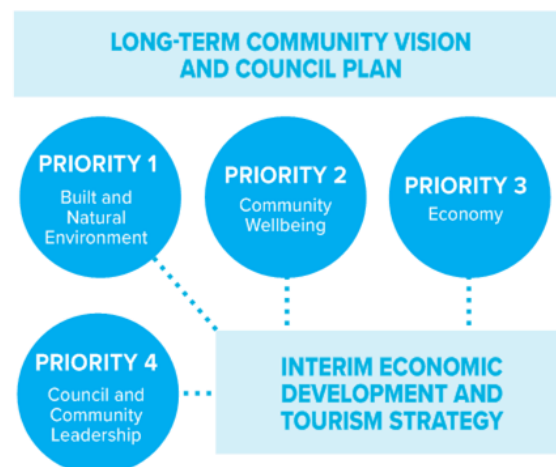 LONG-TERM COMMUNITY VISION
AND COUNCIL PLAN
PRIORITY 1
Built and
Natural
Environment
PRIORITY 2
Community
Wellbeing
PRIORITY 3
Economy
PRIORITY 4
Council and
Community
Leadership
INTERIM ECONOMIC
DEVELOPMENT AND
TOURISM STRATEGY